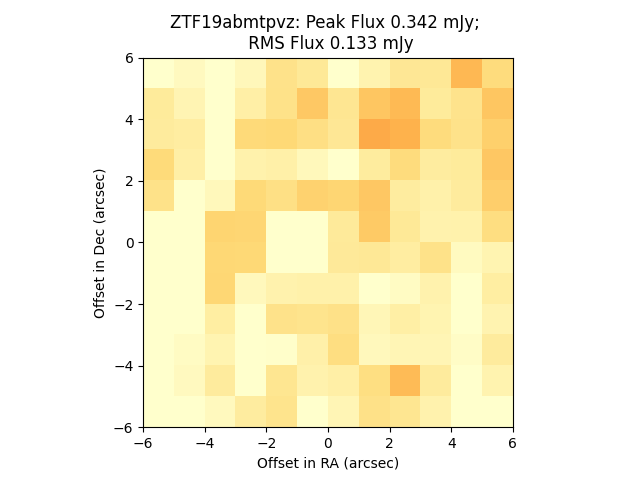 ZTF19abmtpvz: Peak Flux 0.342 mJy;
RMS Flux 0.133 mJy
6
4
2
0
−2
−4
−6
Offset in Dec (arcsec)
−6 −4 −2 0 2 4 6
Offset in RA (arcsec)